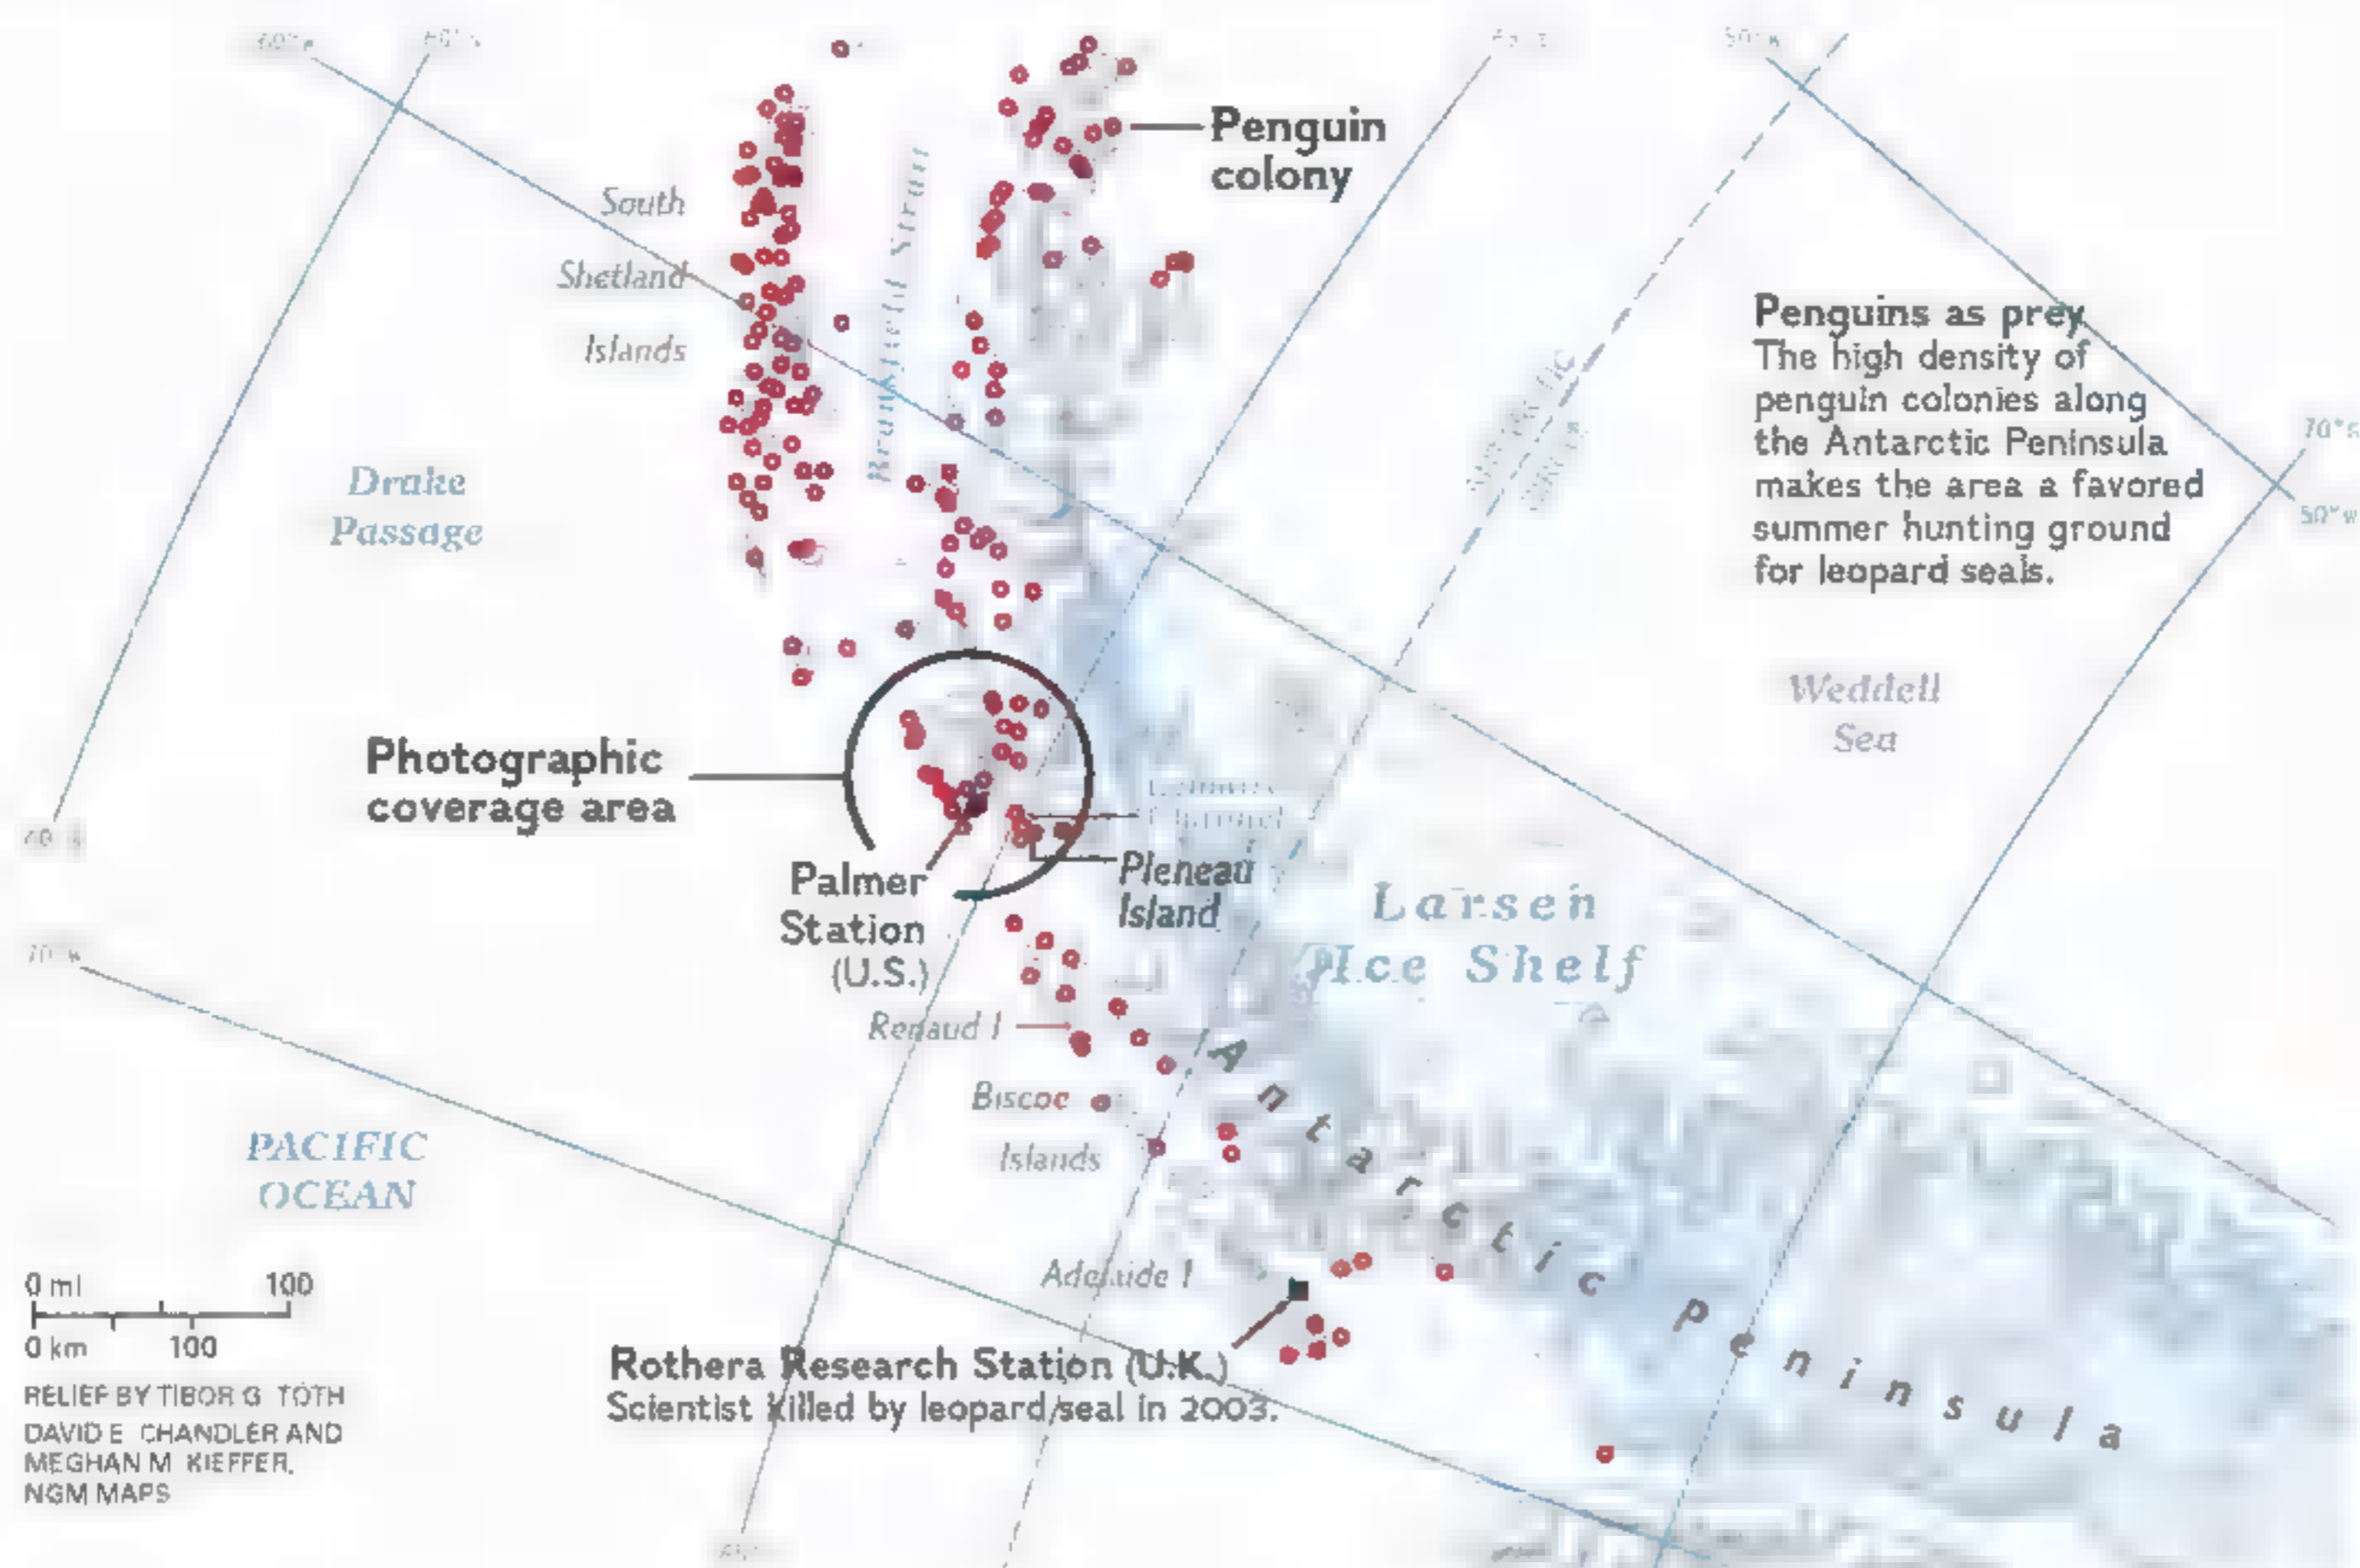 Penguin
colony
South
Shetland
Islands
Penguins as prey
The high density of
penguin colonies along
the Antarctic Peninsula
makes the area a favored
summer hunting ground
for leopard seals.
70°S
50°W
Drake
Passage
Weddell
Sea
Photographic
coverage area
Palmer
Station
(U.S.)
Pleneau
Island
Larsen
Ice Shelf
Renaud I
Biscoe
Islands
Antarctic Peninsula
PACIFIC
OCEAN
Adelaide I
0 mi 100
0 km 100
Rothera Research Station (U.K.)
Scientist killed by leopard seal in 2003.
RELIEF BY TIBOR G TOTH
DAVID E CHANDLER AND
MEGHAN M KIEFFER,
NGM MAPS